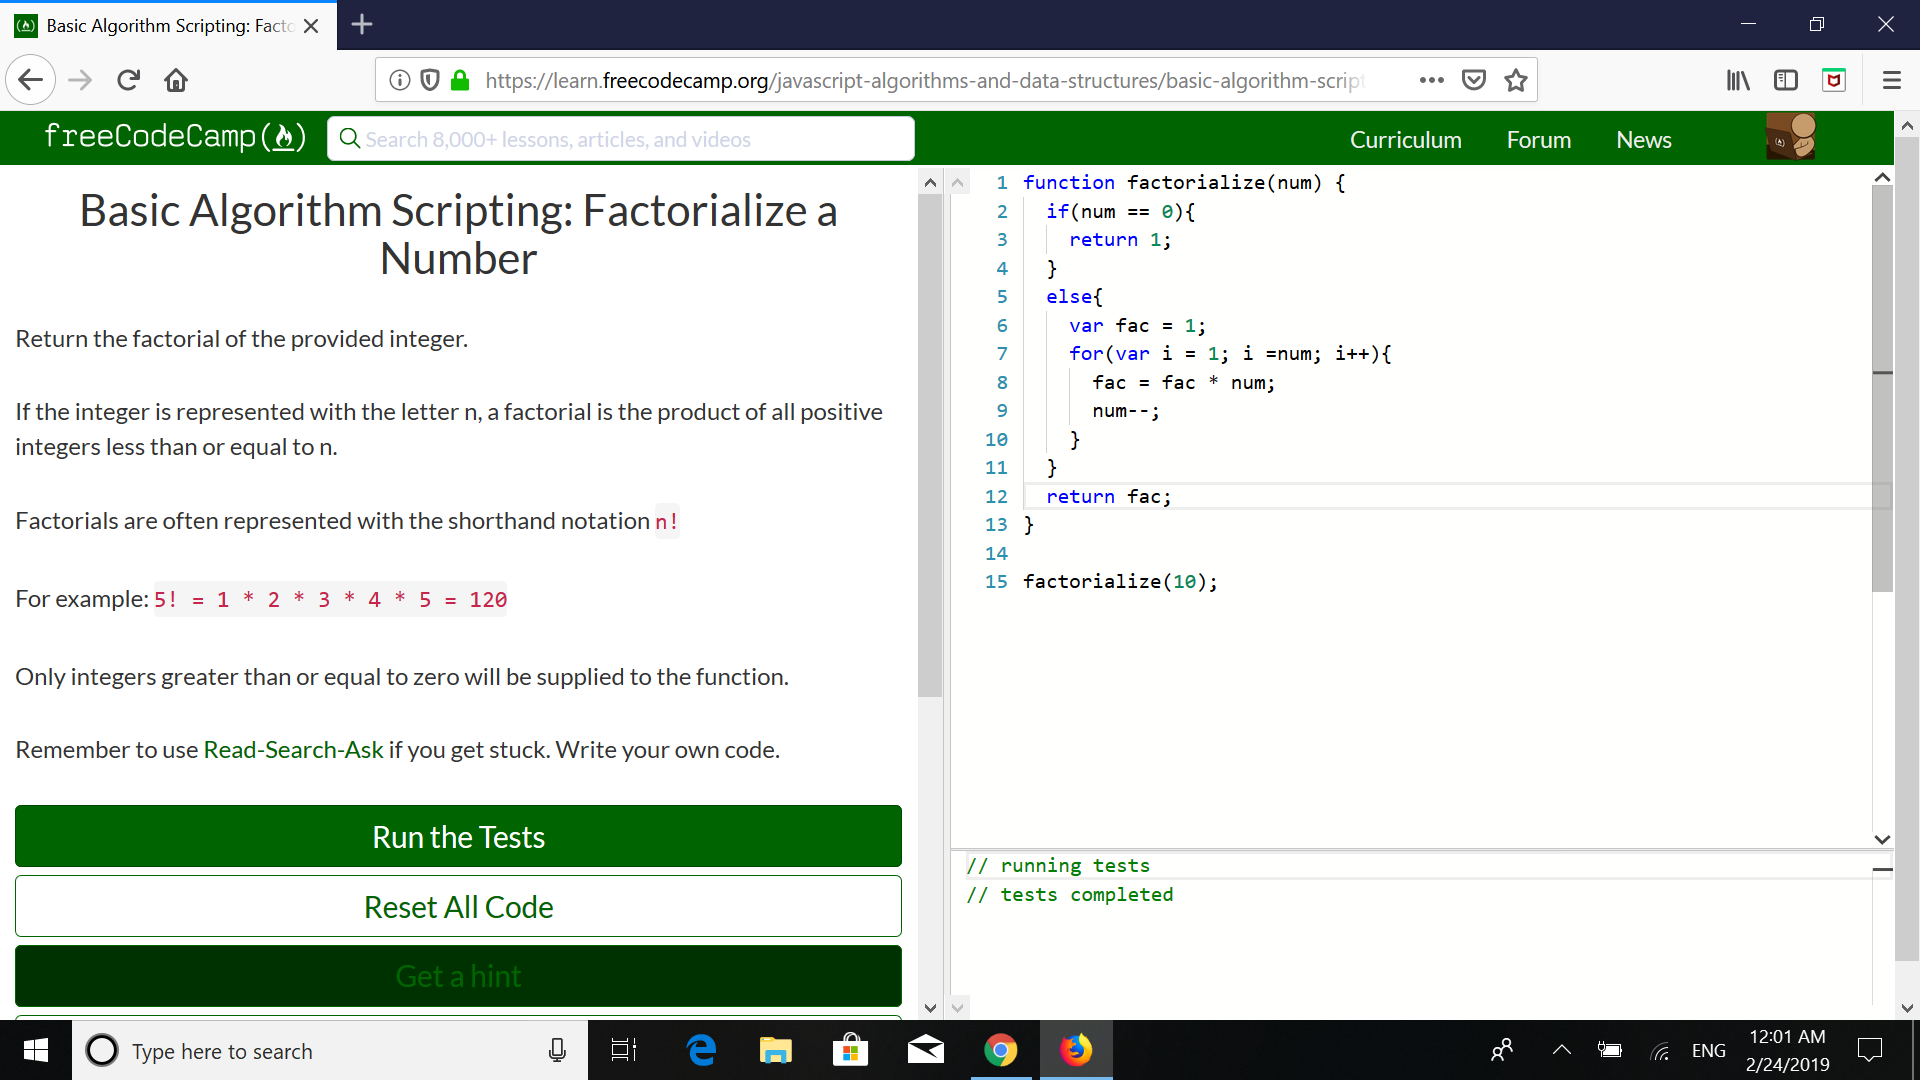 Basic Algorithm Scripting: Facto
https://learn.freecodecamp.org/javascript-algorithms-and-data-structures/basic-algorithm-script
freeCodeCamp
Search 8,000+ lessons, articles, and videos
Curriculum
Forum
News
Basic Algorithm Scripting: Factorialize a
Number
Return the factorial of the provided integer.
If the integer is represented with the letter n, a factorial is the product of all positive
integers less than or equal to n.
Factorials are often represented with the shorthand notation n!
For example: 5! = 1 * 2 * 3 * 4 * 5 = 120
Only integers greater than or equal to zero will be supplied to the function.
Remember to use Read-Search-Ask if you get stuck. Write your own code.
Run the Tests
Reset All Code
Get a hint
1 function factorialize(num) {
2 if(num == 0){
3 return 1;
4 }
5 else{
6 var fac = 1;
7 for(var i = 1; i =num; i++){
8 fac = fac * num;
9 num--;
10 }
11 }
12 return fac;
13 }
14
15 factorialize(10);
// running tests
// tests completed
Type here to search
ENG
12:01 AM
2/24/2019